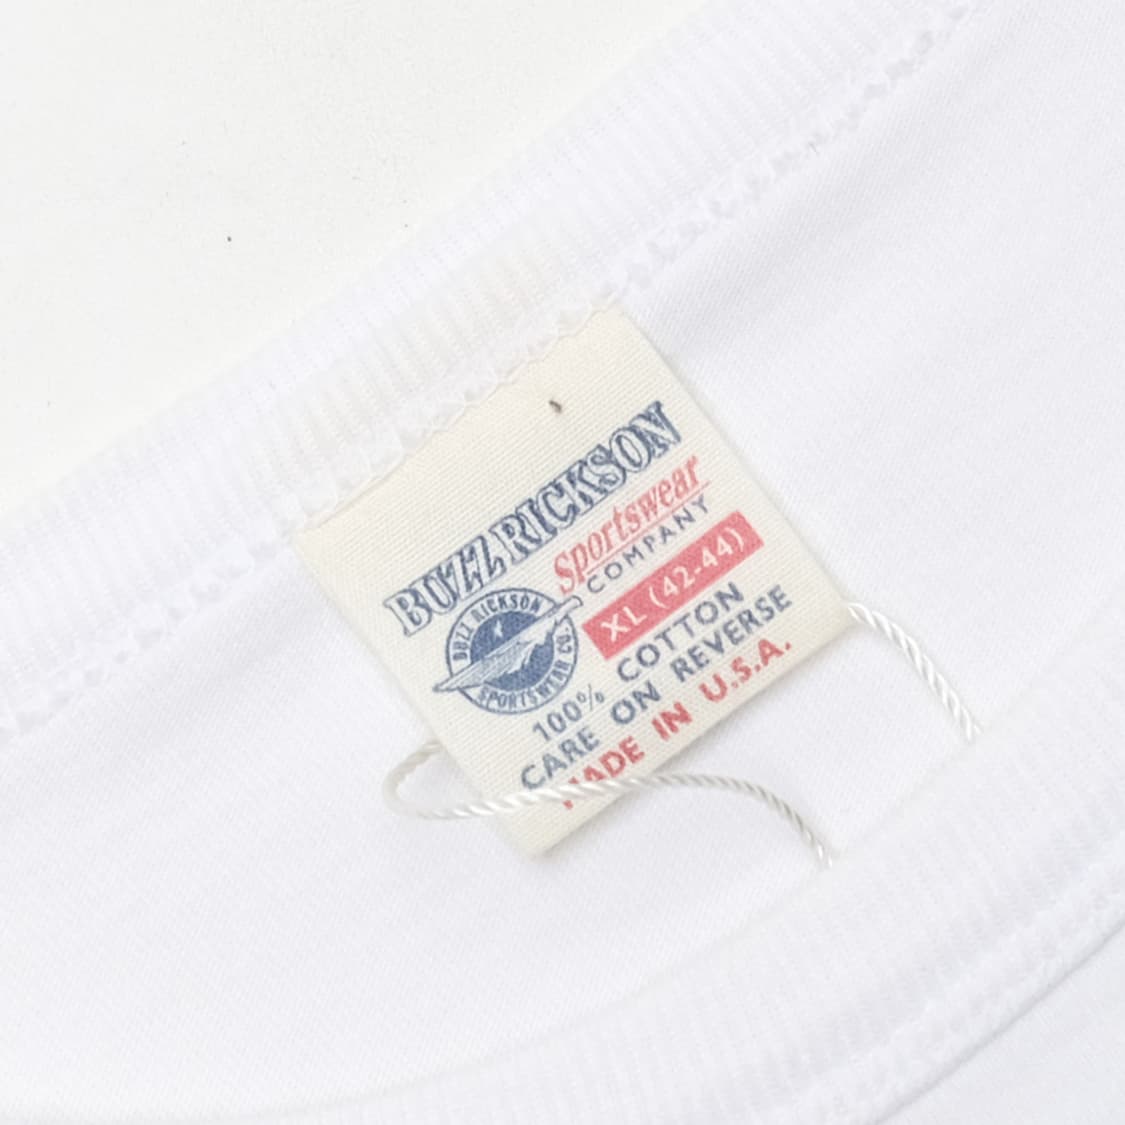 BUZZ RICKSON
Sportswear
COMPANY
BUZZ RICKSON
SPORTSWEAR CO.
XL (42-44)
100% COTTON
CARE ON REVERSE
MADE IN U.S.A.